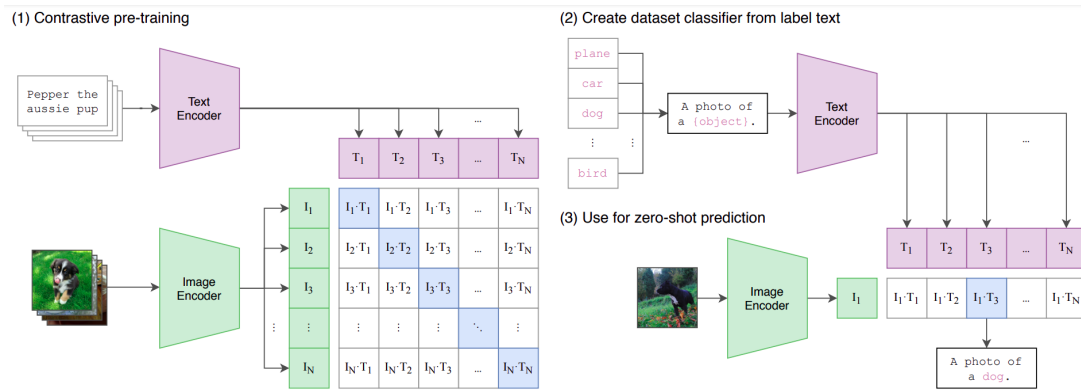 (1) Contrastive pre-training
Pepper the
aussie pup
Text
Encoder
...
T1 T2 T3 ... TN
I1 I1·T1 I1·T2 I1·T3 ... I1·TN
I2 I2·T1 I2·T2 I2·T3 ... I2·TN
I3 I3·T1 I3·T2 I3·T3 ... I3·TN
⋮ ⋮ ⋮ ⋮ ⋮ ⋱ ⋮
IN IN·T1 IN·T2 IN·T3 ... IN·TN
Image
Encoder
(2) Create dataset classifier from label text
plane
car
dog
⋮ ⋮
bird
A photo of
a {object}.
Text
Encoder
...
(3) Use for zero-shot prediction
T1 T2 T3 ... TN
Image
Encoder
I1 I1·T1 I1·T2 I1·T3 ... I1·TN
A photo of
a dog.